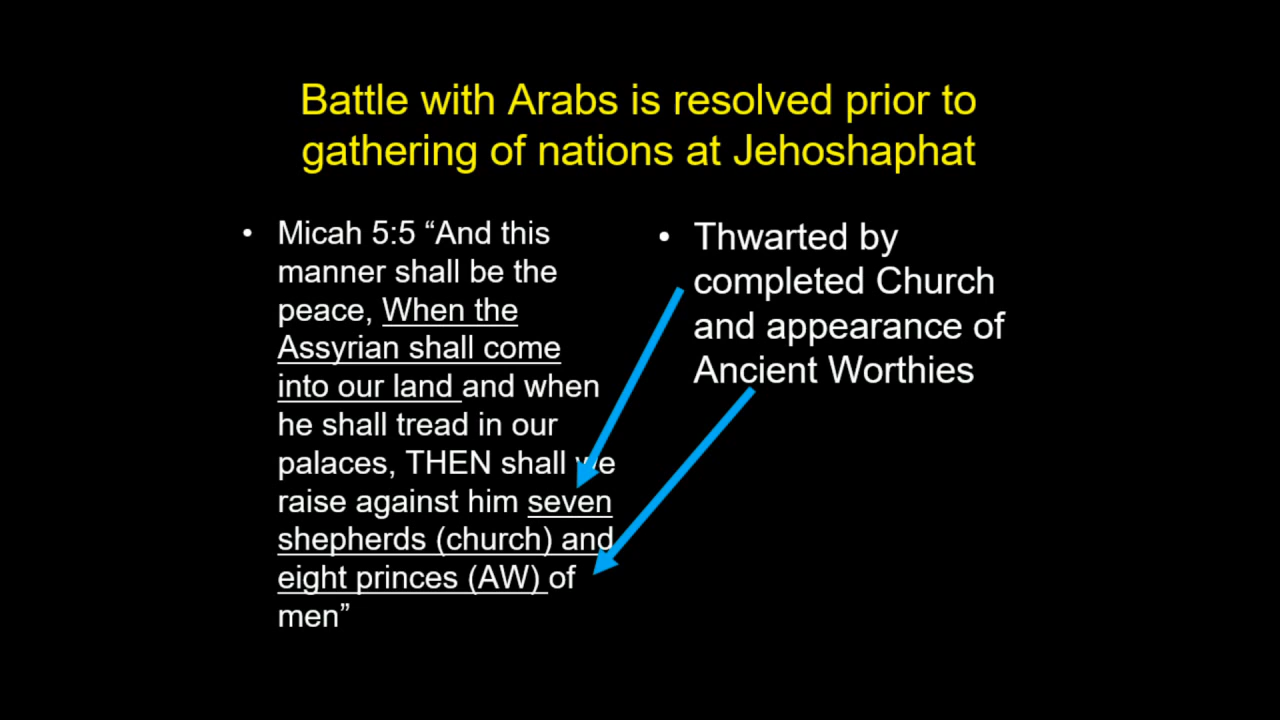 Battle with Arabs is resolved prior to
gathering of nations at Jehoshaphat
• Micah 5:5 “And this
manner shall be the
peace, When the
Assyrian shall come
into our land and when
he shall tread in our
palaces, THEN shall we
raise against him seven
shepherds (church) and
eight princes (AW) of
men”
• Thwarted by
completed Church
and appearance of
Ancient Worthies